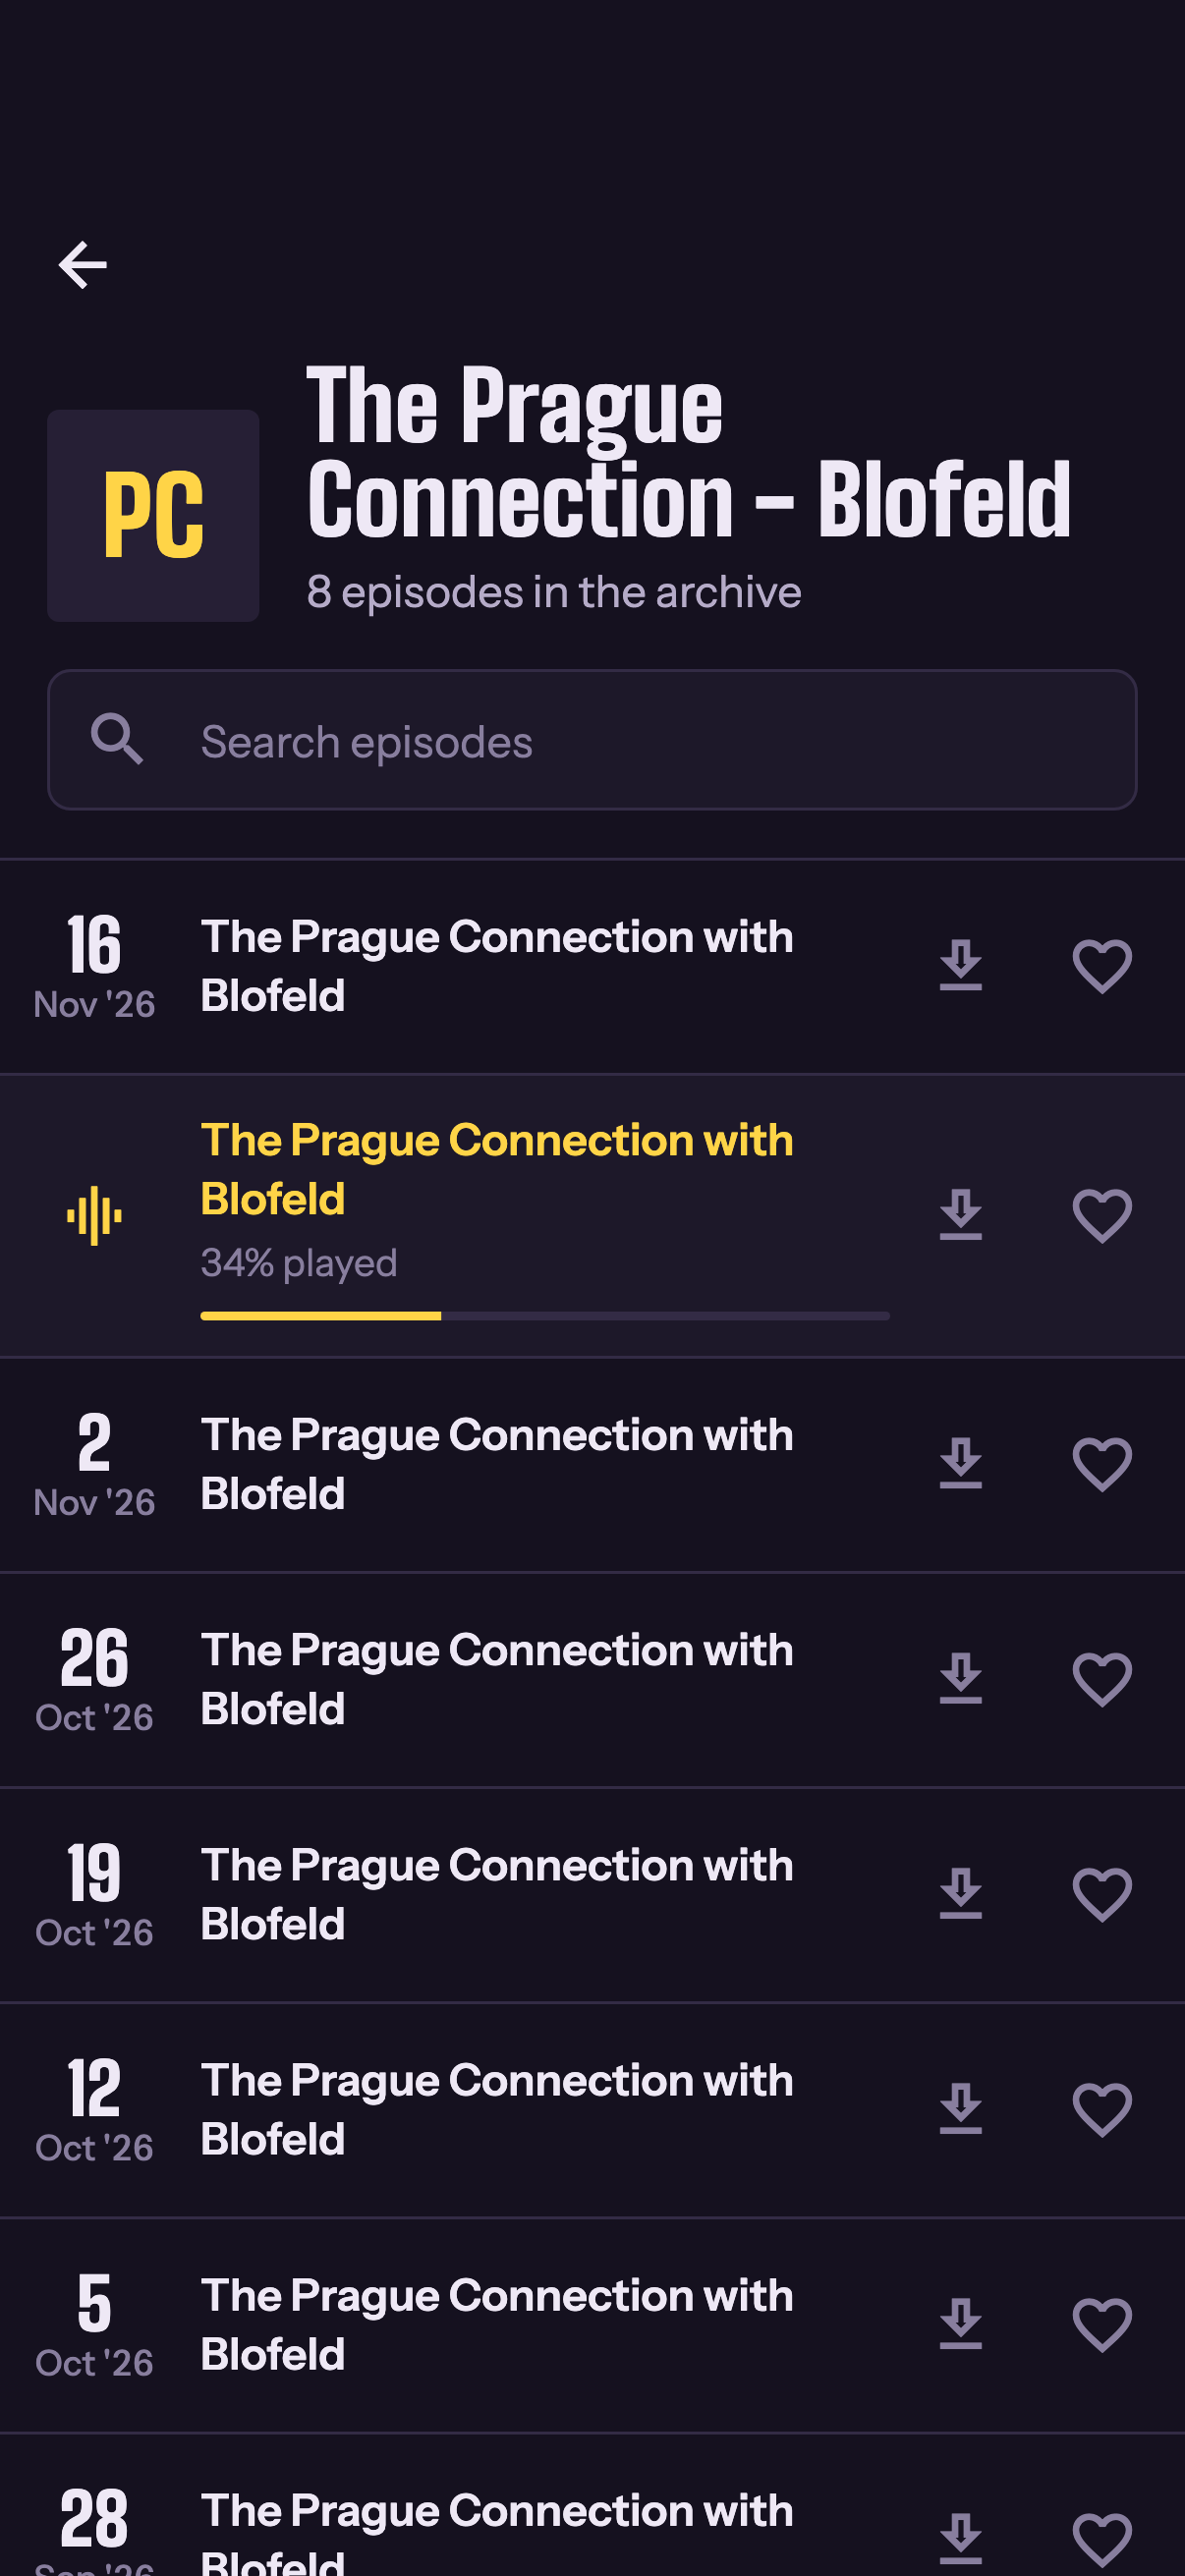 The Prague
Connection - Blofeld
PC
8 episodes in the archive
Search episodes
16
Nov '26
The Prague Connection with
Blofeld
The Prague Connection with
Blofeld
34% played
2
Nov '26
The Prague Connection with
Blofeld
26
Oct '26
The Prague Connection with
Blofeld
19
Oct '26
The Prague Connection with
Blofeld
12
Oct '26
The Prague Connection with
Blofeld
5
Oct '26
The Prague Connection with
Blofeld
28
Sep '26
The Prague Connection with
Blofeld